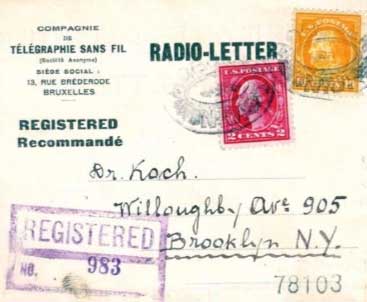 COMPAGNIE
DE
TÉLÉGRAPHIE SANS FIL
(Société Anonyme)
SIÈGE SOCIAL :
13, RUE BRÉDERODE
BRUXELLES
RADIO-LETTER
U.S. POSTAGE
U.S. POSTAGE
2 CENTS 2
REGISTERED
Recommandé
Dr. Koch.
Willoughby Ave 905
Brooklyn N.Y.
REGISTERED
NO. 983
78103